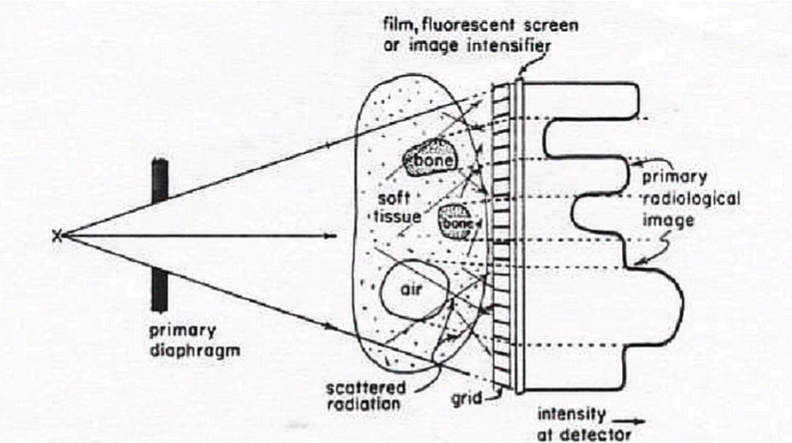 film, fluorescent screen
or image intensifier
bone
soft
tissue
bone
air
primary
radiological
image
X
primary
diaphragm
scattered
radiation
grid
intensity
at detector